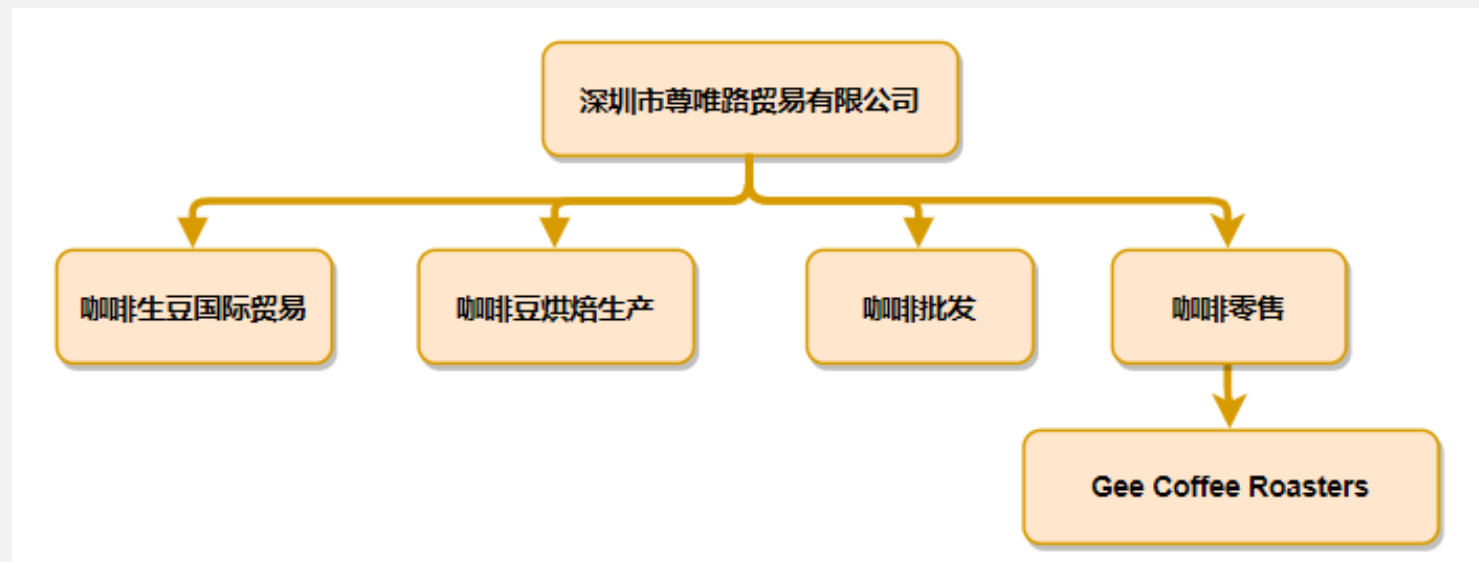 深圳市尊唯路贸易有限公司
咖啡生豆国际贸易
咖啡豆烘焙生产
咖啡批发
咖啡零售
Gee Coffee Roasters